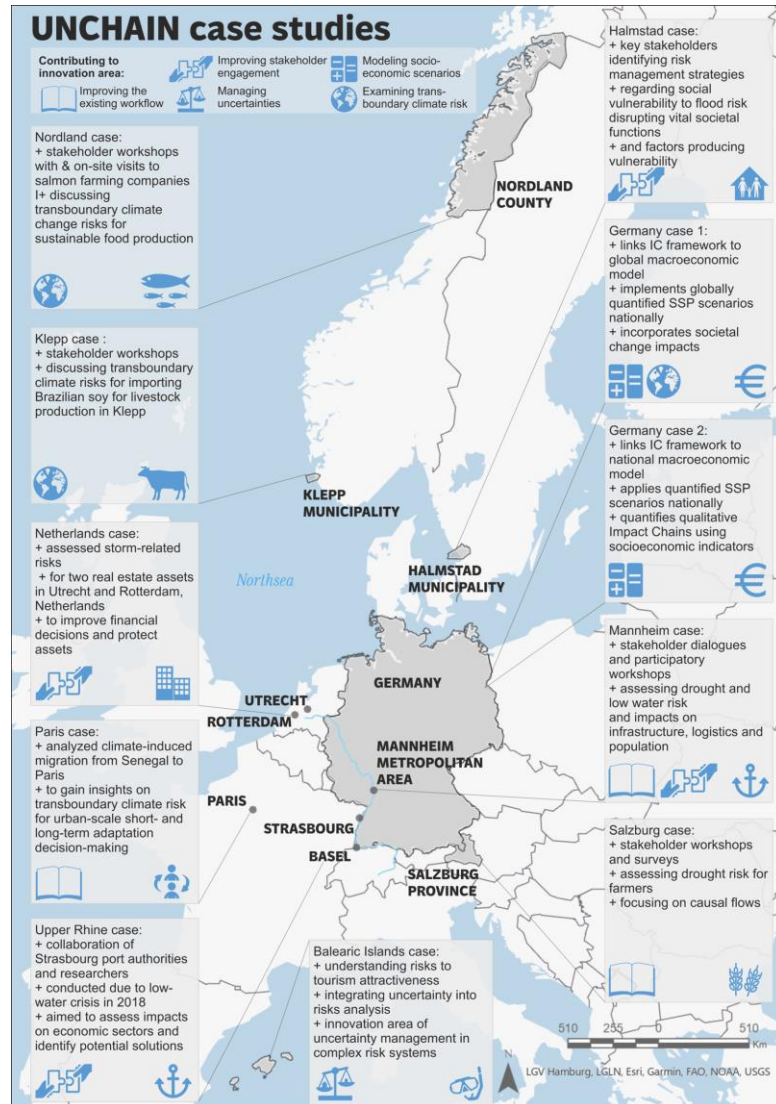 UNCHAIN case studies
Contributing to
innovation area:
Improving stakeholder
engagement
Modeling socio-
economic scenarios
Improving the
existing workflow
Managing
uncertainties
Examining trans-
boundary climate risk
Nordland case:
+ stakeholder workshops
with & on-site visits to
salmon farming companies
I+ discussing
transboundary climate
change risks for
sustainable food production
Klepp case :
+ stakeholder workshops
+ discussing transboundary
climate risks for importing
Brazilian soy for livestock
production in Klepp
Netherlands case:
+ assessed storm-related
risks
+ for two real estate assets
in Utrecht and Rotterdam,
Netherlands
+ to improve financial
decisions and protect
assets
Paris case:
+ analyzed climate-induced
migration from Senegal to
Paris
+ to gain insights on
transboundary climate risk
for urban-scale short- and
long-term adaptation
decision-making
Upper Rhine case:
+ collaboration of
Strasbourg port authorities
and researchers
+ conducted due to low-
water crisis in 2018
+ aimed to assess impacts
on economic sectors and
identify potential solutions
Balearic Islands case:
+ understanding risks to
tourism attractiveness
+ integrating uncertainty into
risks analysis
+ innovation area of
uncertainty management in
complex risk systems
Halmstad case:
+ key stakeholders
identifying risk
management strategies
+ regarding social
vulnerability to flood risk
disrupting vital societal
functions
+ and factors producing
vulnerability
Germany case 1:
+ links IC framework to
global macroeconomic
model
+ implements globally
quantified SSP scenarios
nationally
+ incorporates societal
change impacts
Germany case 2:
+ links IC framework to
national macroeconomic
model
+ applies quantified SSP
scenarios nationally
+ quantifies qualitative
Impact Chains using
socioeconomic indicators
Mannheim case:
+ stakeholder dialogues
and participatory
workshops
+ assessing drought and
low water risk
and impacts on
infrastructure, logistics and
population
Salzburg case:
+ stakeholder workshops
and surveys
+ assessing drought risk for
farmers
+ focusing on causal flows
NORDLAND
COUNTY
KLEPP
MUNICIPALITY
HALMSTAD
MUNICIPALITY
Northsea
GERMANY
UTRECHT
ROTTERDAM
MANNHEIM
METROPOLITAN
AREA
PARIS
STRASBOURG
BASEL
SALZBURG
PROVINCE
510 255 0 510
Km
N
LGV Hamburg, LGLN, Esri, Garmin, FAO, NOAA, USGS